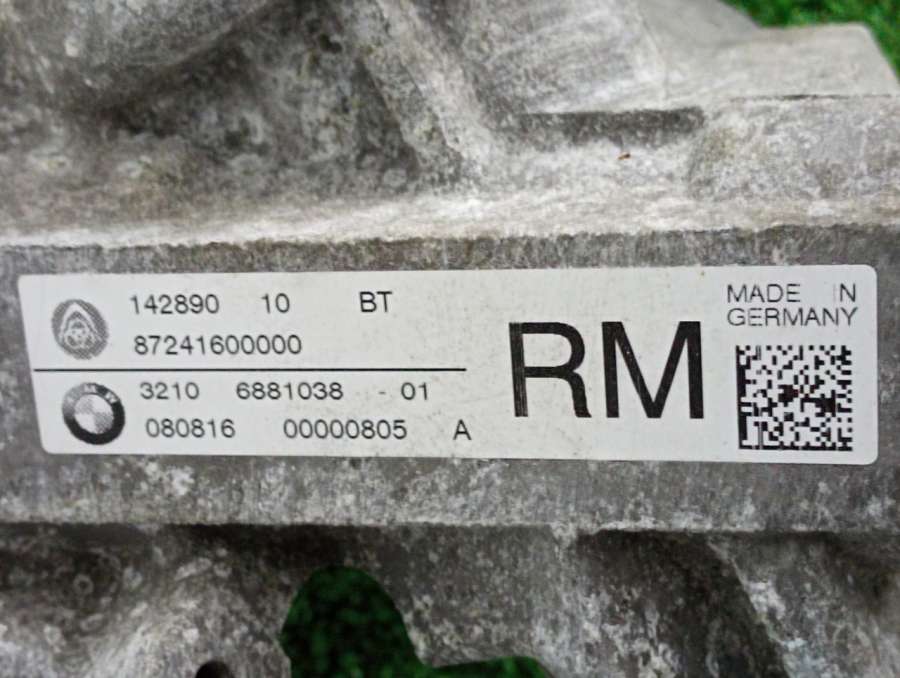 142890 10 BT
87241600000
3210 6881038 - 01
080816 00000805 A
RM
MADE IN
GERMANY